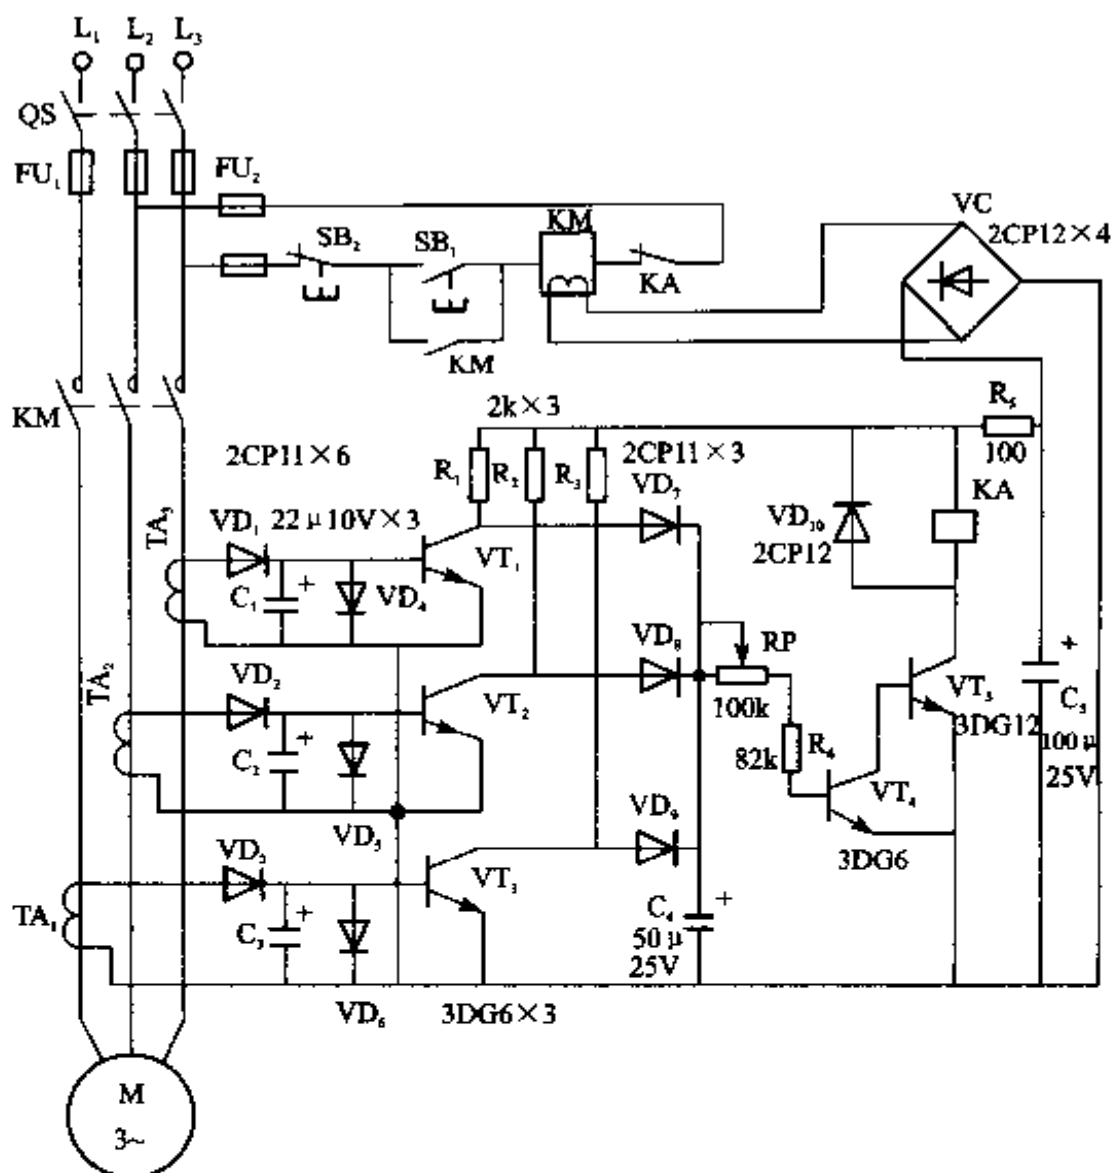 L₁ L₂ L₃
QS
FU₁
FU₂
SB₂
SB₁
KM
KA
KM
VC
2CP12×4
KM
2k×3
2CP11×6
R₁
R₂
R₃
2CP11×3
R₅
100
KA
TA₃
VD₁
22μ10V×3
VD₇
VD₁₀
2CP12
C₁
VD₄
VT₁
TA₂
VD₂
VD₈
RP
100k
VT₂
C₂
VD₅
R₄
82k
VT₅
3DG12
C₅
100μ
25V
VT₄
3DG6
VD₃
VD₉
TA₁
C₃
VT₃
C₄
50μ
25V
VD₆
3DG6×3
M
3~